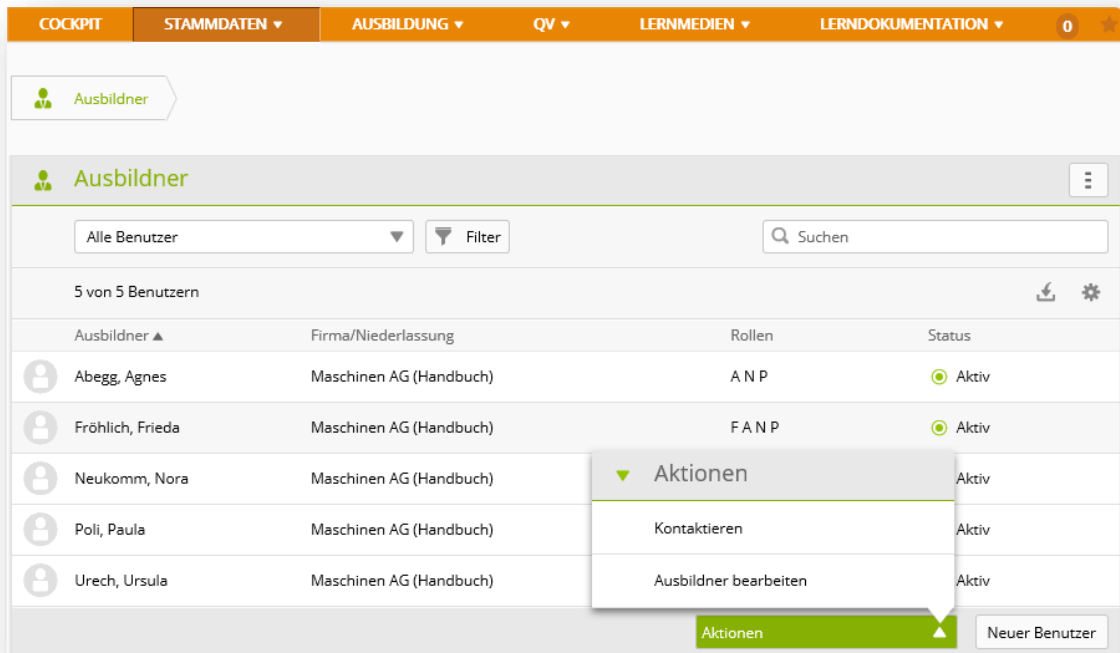 COCKPIT STAMMDATEN AUSBILDUNG QV LERNMEDIEN LERNDOKUMENTATION 0
Ausbildner
Ausbildner
Alle Benutzer Filter Suchen
5 von 5 Benutzern
Ausbildner Firma/Niederlassung Rollen Status
Abegg, Agnes Maschinen AG (Handbuch) A N P Aktiv
Fröhlich, Frieda Maschinen AG (Handbuch) F A N P Aktiv
Neukomm, Nora Maschinen AG (Handbuch) Aktiv
Poli, Paula Maschinen AG (Handbuch) Aktiv
Urech, Ursula Maschinen AG (Handbuch) Aktiv
Aktionen
Kontaktieren
Ausbildner bearbeiten
Aktionen Neuer Benutzer